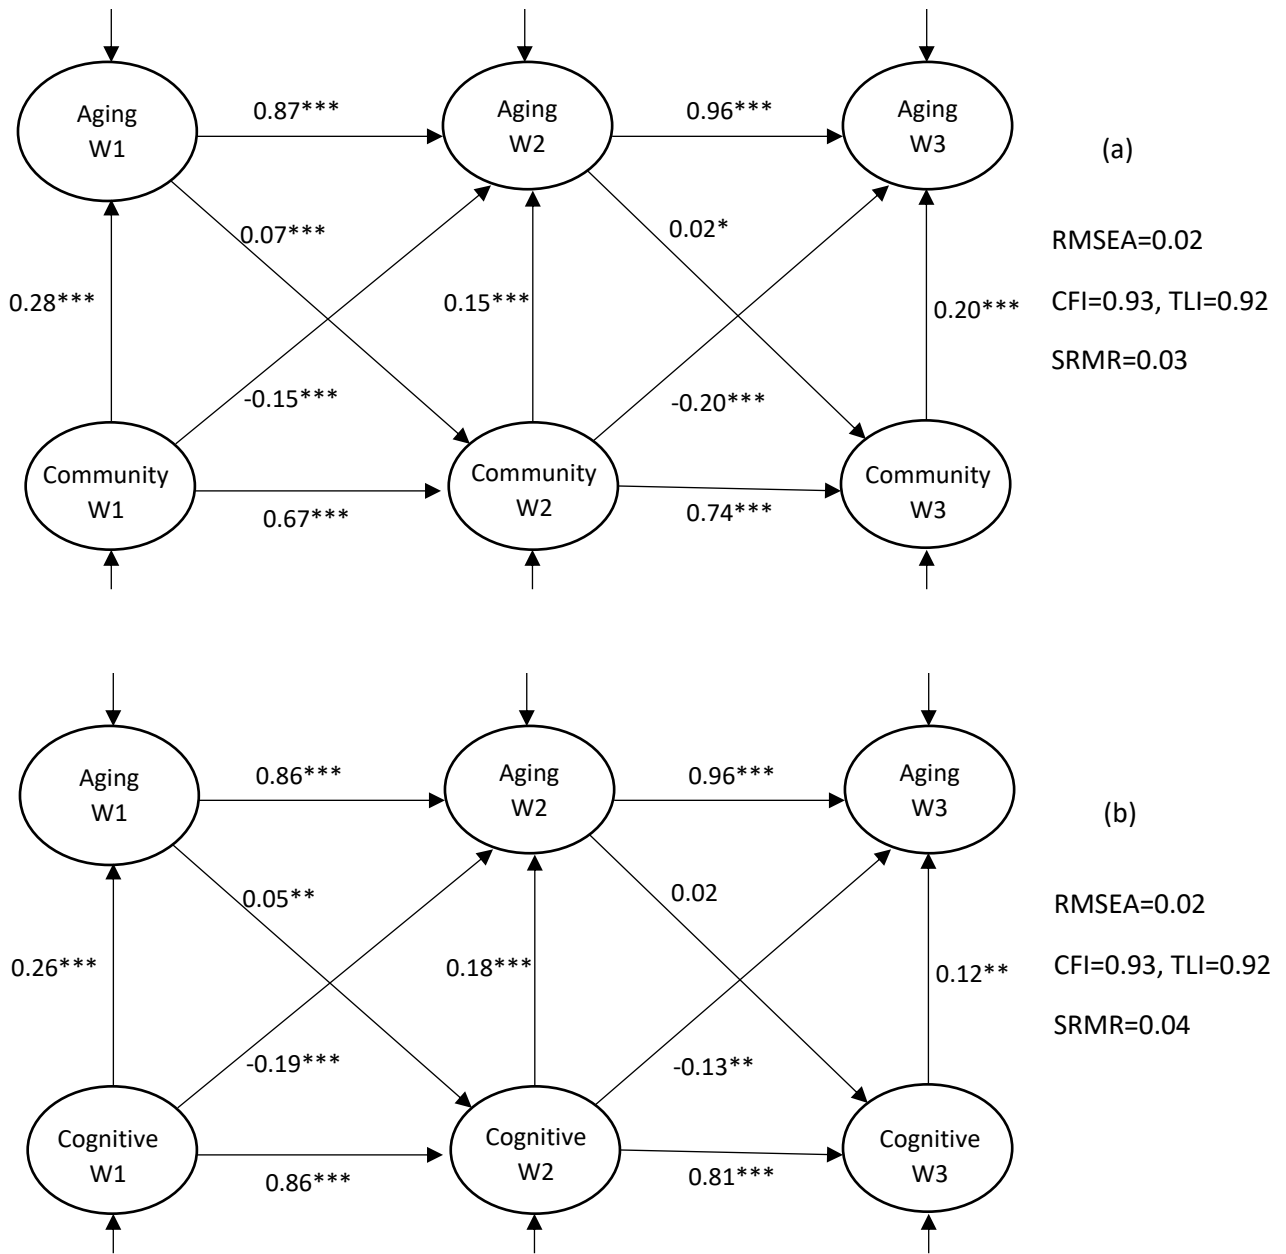 Aging
W1
0.87***
Aging
W2
0.96***
Aging
W3
(a)
0.07***
0.02*
RMSEA=0.02
0.28***
0.15***
0.20***
CFI=0.93, TLI=0.92
SRMR=0.03
-0.15***
-0.20***
Community
W1
0.67***
Community
W2
0.74***
Community
W3
Aging
W1
0.86***
Aging
W2
0.96***
Aging
W3
(b)
0.05**
0.02
RMSEA=0.02
0.26***
0.18***
0.12**
CFI=0.93, TLI=0.92
SRMR=0.04
-0.19***
-0.13**
Cognitive
W1
0.86***
Cognitive
W2
0.81***
Cognitive
W3